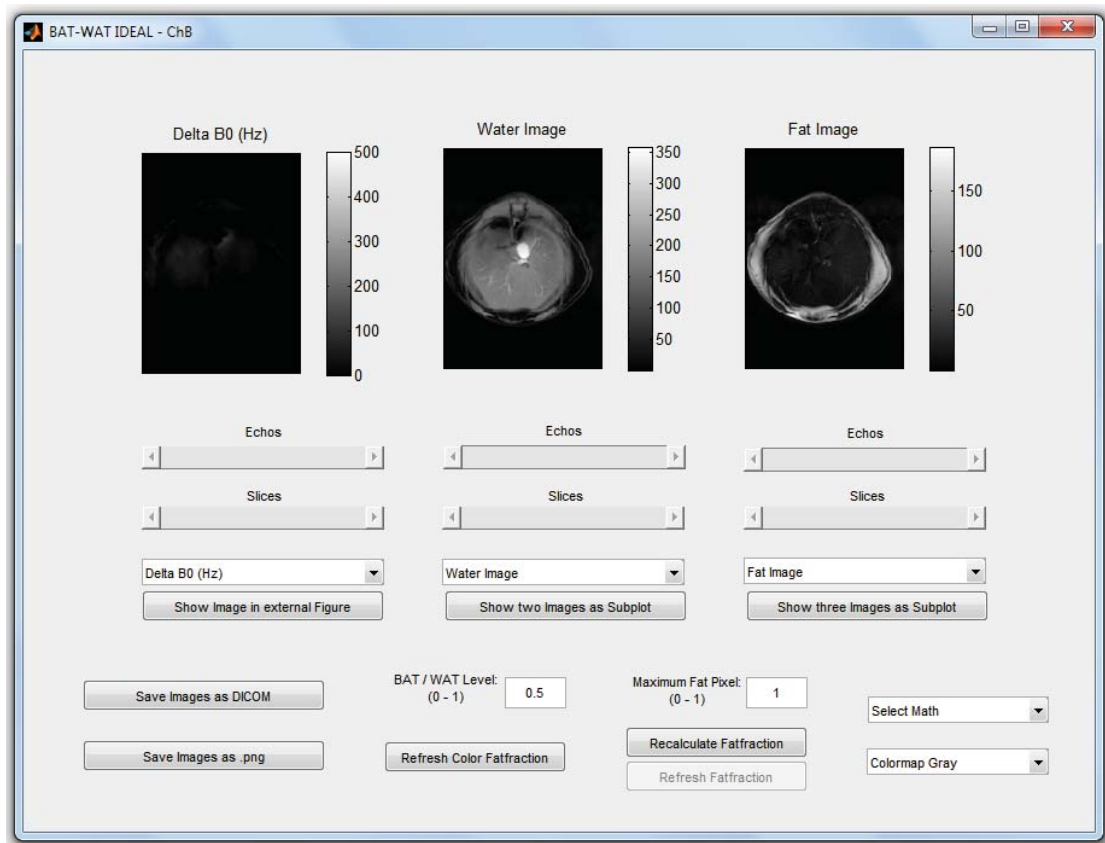 BAT-WAT IDEAL - ChB
Delta B0 (Hz)
500
400
300
200
100
0
Water Image
350
300
250
200
150
100
50
Fat Image
150
100
50
Echos
Echos
Echos
Slices
Slices
Slices
Delta B0 (Hz)
Water Image
Fat Image
Show Image in external Figure
Show two Images as Subplot
Show three Images as Subplot
Save Images as DICOM
Save Images as .png
BAT / WAT Level:
(0 - 1)
0.5
Refresh Color Fatfraction
Maximum Fat Pixel:
(0 - 1)
1
Recalculate Fatfraction
Refresh Fatfraction
Select Math
Colormap Gray